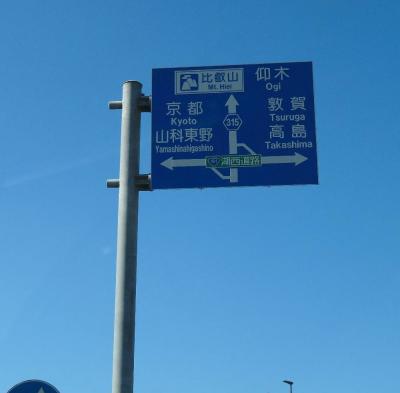 比叡山
Mt. Hiei
仰木
Ogi
京都
Kyoto
敦賀
Tsuruga
315
山科東野
Yamashinahigashino
高島
Takashima
湖西道路